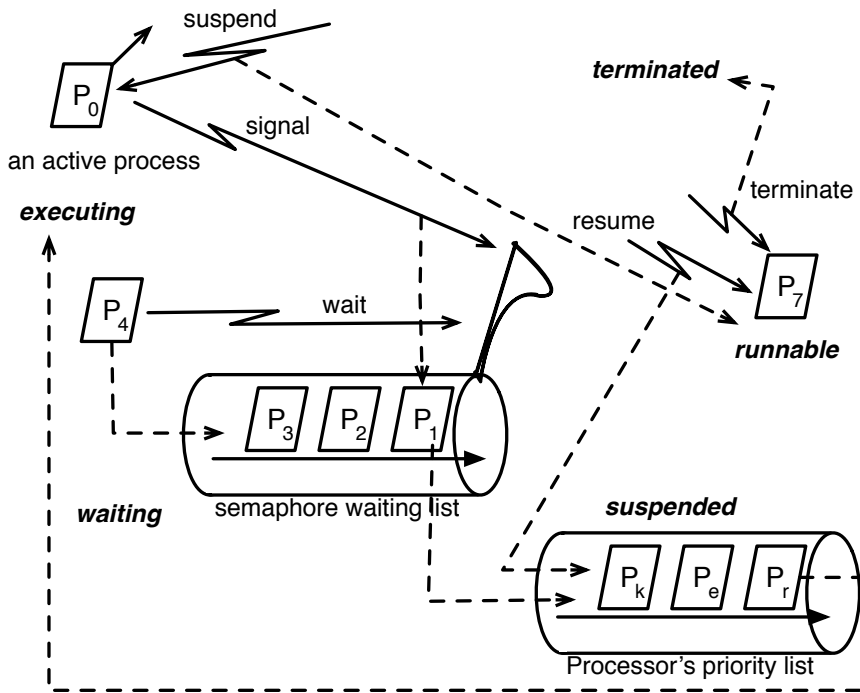 suspend
P0
an active process
executing
signal
terminated
terminate
resume
P7
runnable
P4
wait
P3 P2 P1
semaphore waiting list
waiting
suspended
Pk Pe Pr
Processor's priority list